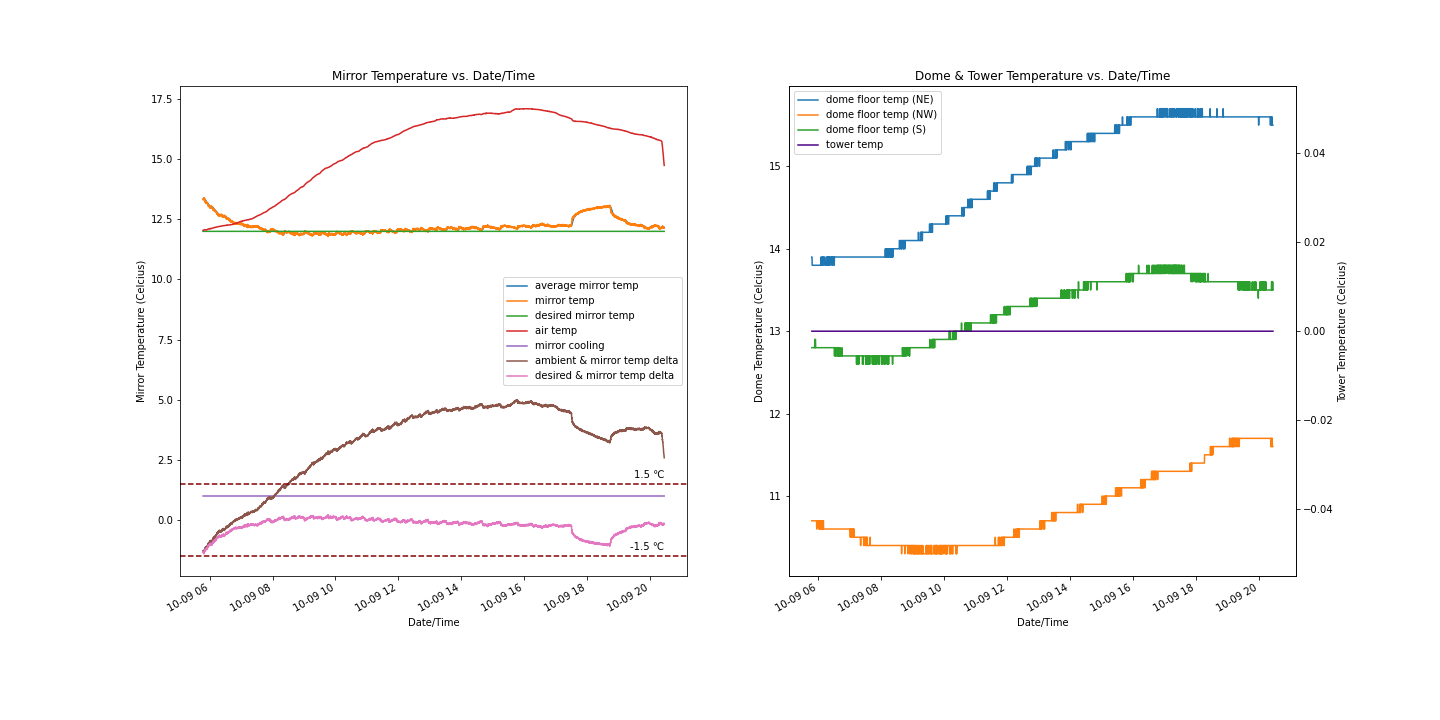 Mirror Temperature vs. Date/Time
17.5
15.0
12.5
10.0
7.5
5.0
2.5
0.0
Mirror Temperature (Celcius)
average mirror temp
mirror temp
desired mirror temp
air temp
mirror cooling
ambient & mirror temp delta
desired & mirror temp delta
1.5 °C
-1.5 °C
10-09 06
10-09 08
10-09 10
10-09 12
10-09 14
10-09 16
10-09 18
10-09 20
Date/Time
Dome & Tower Temperature vs. Date/Time
dome floor temp (NE)
dome floor temp (NW)
dome floor temp (S)
tower temp
15
14
13
12
11
Dome Temperature (Celcius)
0.04
0.02
0.00
−0.02
−0.04
Tower Temperature (Celcius)
10-09 06
10-09 08
10-09 10
10-09 12
10-09 14
10-09 16
10-09 18
10-09 20
Date/Time